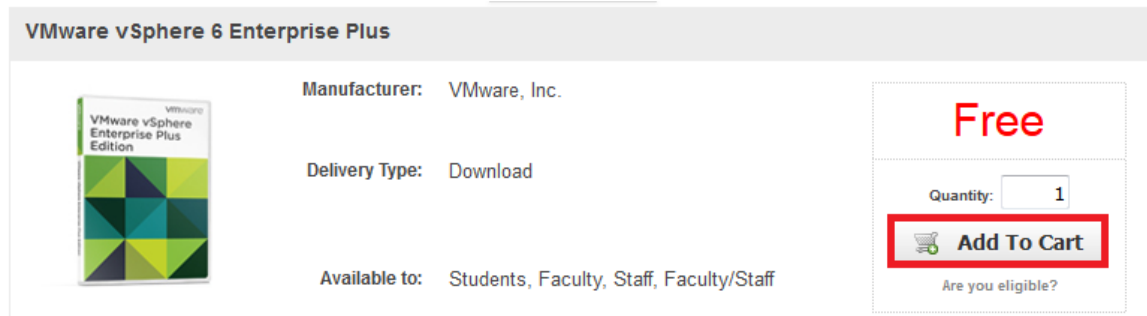 VMware vSphere 6 Enterprise Plus
vmware
VMware vSphere
Enterprise Plus
Edition
Manufacturer: VMware, Inc.
Delivery Type: Download
Available to: Students, Faculty, Staff, Faculty/Staff
Free
Quantity: 1
Add To Cart
Are you eligible?